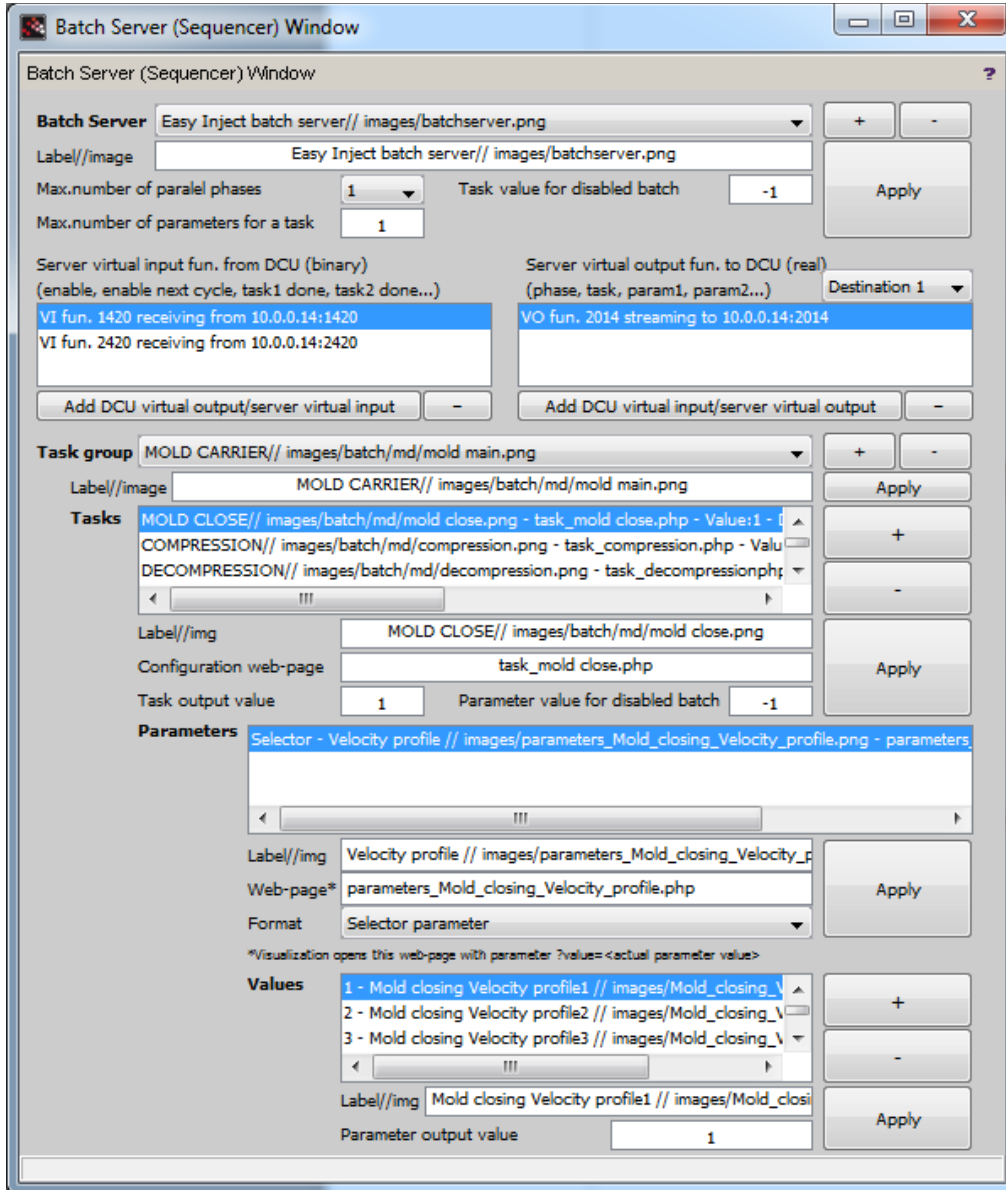 Batch Server (Sequencer) Window
Batch Server (Sequencer) Window ?
Batch Server Easy Inject batch server// images/batchserver.png + -
Label//image Easy Inject batch server// images/batchserver.png
Max.number of paralel phases 1 Task value for disabled batch -1 Apply
Max.number of parameters for a task 1
Server virtual input fun. from DCU (binary) Server virtual output fun. to DCU (real)
(enable, enable next cycle, task1 done, task2 done...) (phase, task, param1, param2...) Destination 1
VI fun. 1420 receiving from 10.0.0.14:1420 VO fun. 2014 streaming to 10.0.0.14:2014
VI fun. 2420 receiving from 10.0.0.14:2420
Add DCU virtual output/server virtual input - Add DCU virtual input/server virtual output -
Task group MOLD CARRIER// images/batch/md/mold main.png + -
Label//image MOLD CARRIER// images/batch/md/mold main.png Apply
Tasks MOLD CLOSE// images/batch/md/mold close.png - task_mold close.php - Value:1 -
COMPRESSION// images/batch/md/compression.png - task_compression.php - Valu +
DECOMPRESSION// images/batch/md/decompression.png - task_decompressionphp
-
Label//img MOLD CLOSE// images/batch/md/mold close.png
Configuration web-page task_mold close.php Apply
Task output value 1 Parameter value for disabled batch -1
Parameters Selector - Velocity profile // images/parameters_Mold_closing_Velocity_profile.png - parameters_
Label//img Velocity profile // images/parameters_Mold_closing_Velocity_p
Web-page* parameters_Mold_closing_Velocity_profile.php Apply
Format Selector parameter
*Visualization opens this web-page with parameter ?value=<actual parameter value>
Values 1 - Mold closing Velocity profile1 // images/Mold_closing_V +
2 - Mold closing Velocity profile2 // images/Mold_closing_V
3 - Mold closing Velocity profile3 // images/Mold_closing_V
-
Label//img Mold closing Velocity profile1 // images/Mold_closi
Apply
Parameter output value 1